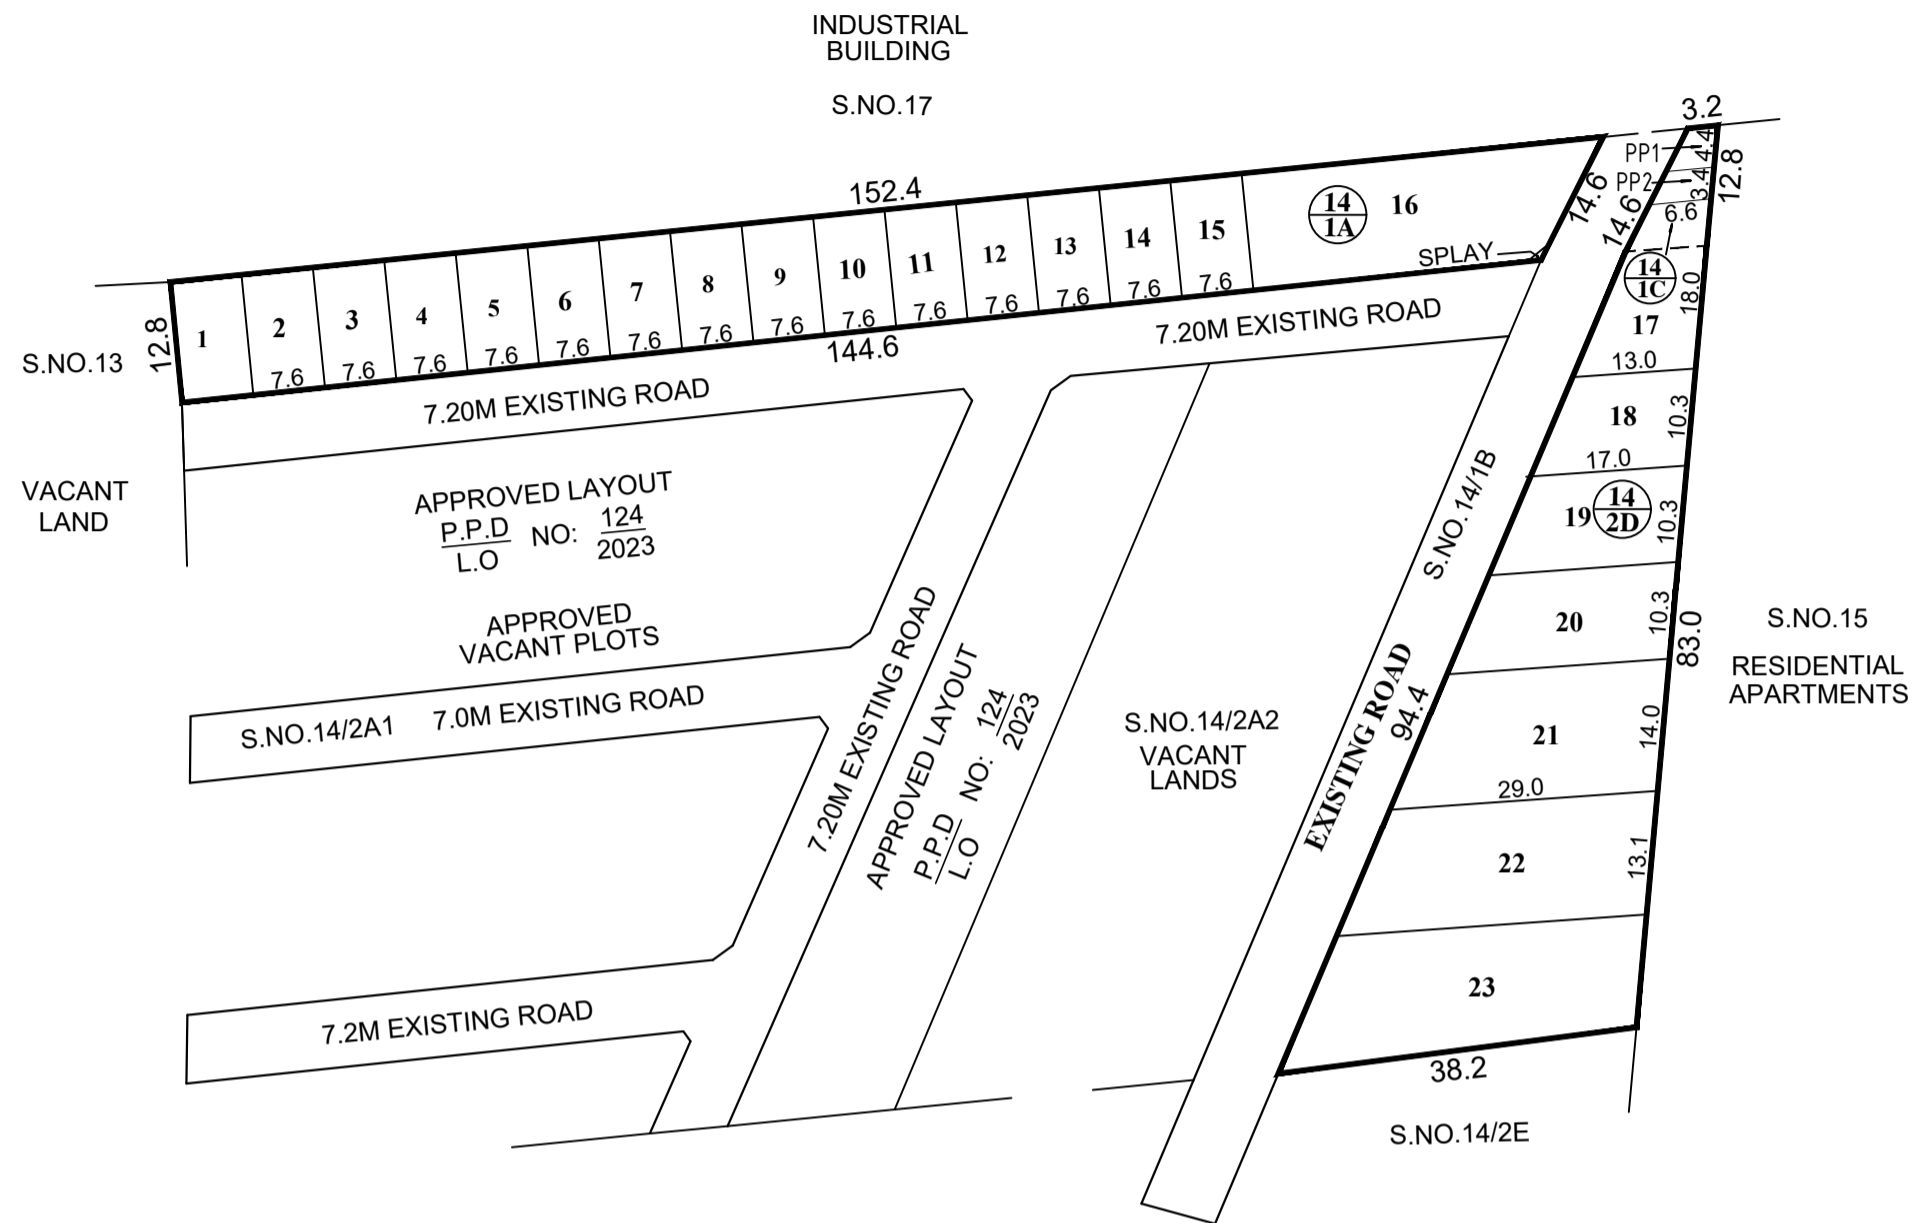 INDUSTRIAL
BUILDING
S.NO.17
3.2
152.4
PP1
4.4
12.8
PP2
3.4
14.6
14.6
6.6
14
1A
16
SPLAY
1
2
3
4
5
6
7
8
9
10
11
12
13
14
15
7.6
7.6
7.6
7.6
7.6
7.6
7.6
7.6
7.6
7.6
7.6
7.6
7.6
7.6
12.8
S.NO.13
144.6
7.20M EXISTING ROAD
7.20M EXISTING ROAD
14
1C
18.0
17
13.0
18
10.3
17.0
19
14
2D
10.3
VACANT
LAND
APPROVED LAYOUT
P.P.D
L.O
NO:
124
2023
APPROVED
VACANT PLOTS
S.NO.14/1B
20
10.3
83.0
S.NO.15
RESIDENTIAL
APARTMENTS
S.NO.14/2A1
7.0M EXISTING ROAD
7.20M EXISTING ROAD
APPROVED LAYOUT
P.P.D
L.O
NO:
124
2023
S.NO.14/2A2
VACANT
LANDS
EXISTING ROAD
94.4
21
14.0
29.0
22
13.1
23
7.2M EXISTING ROAD
38.2
S.NO.14/2E